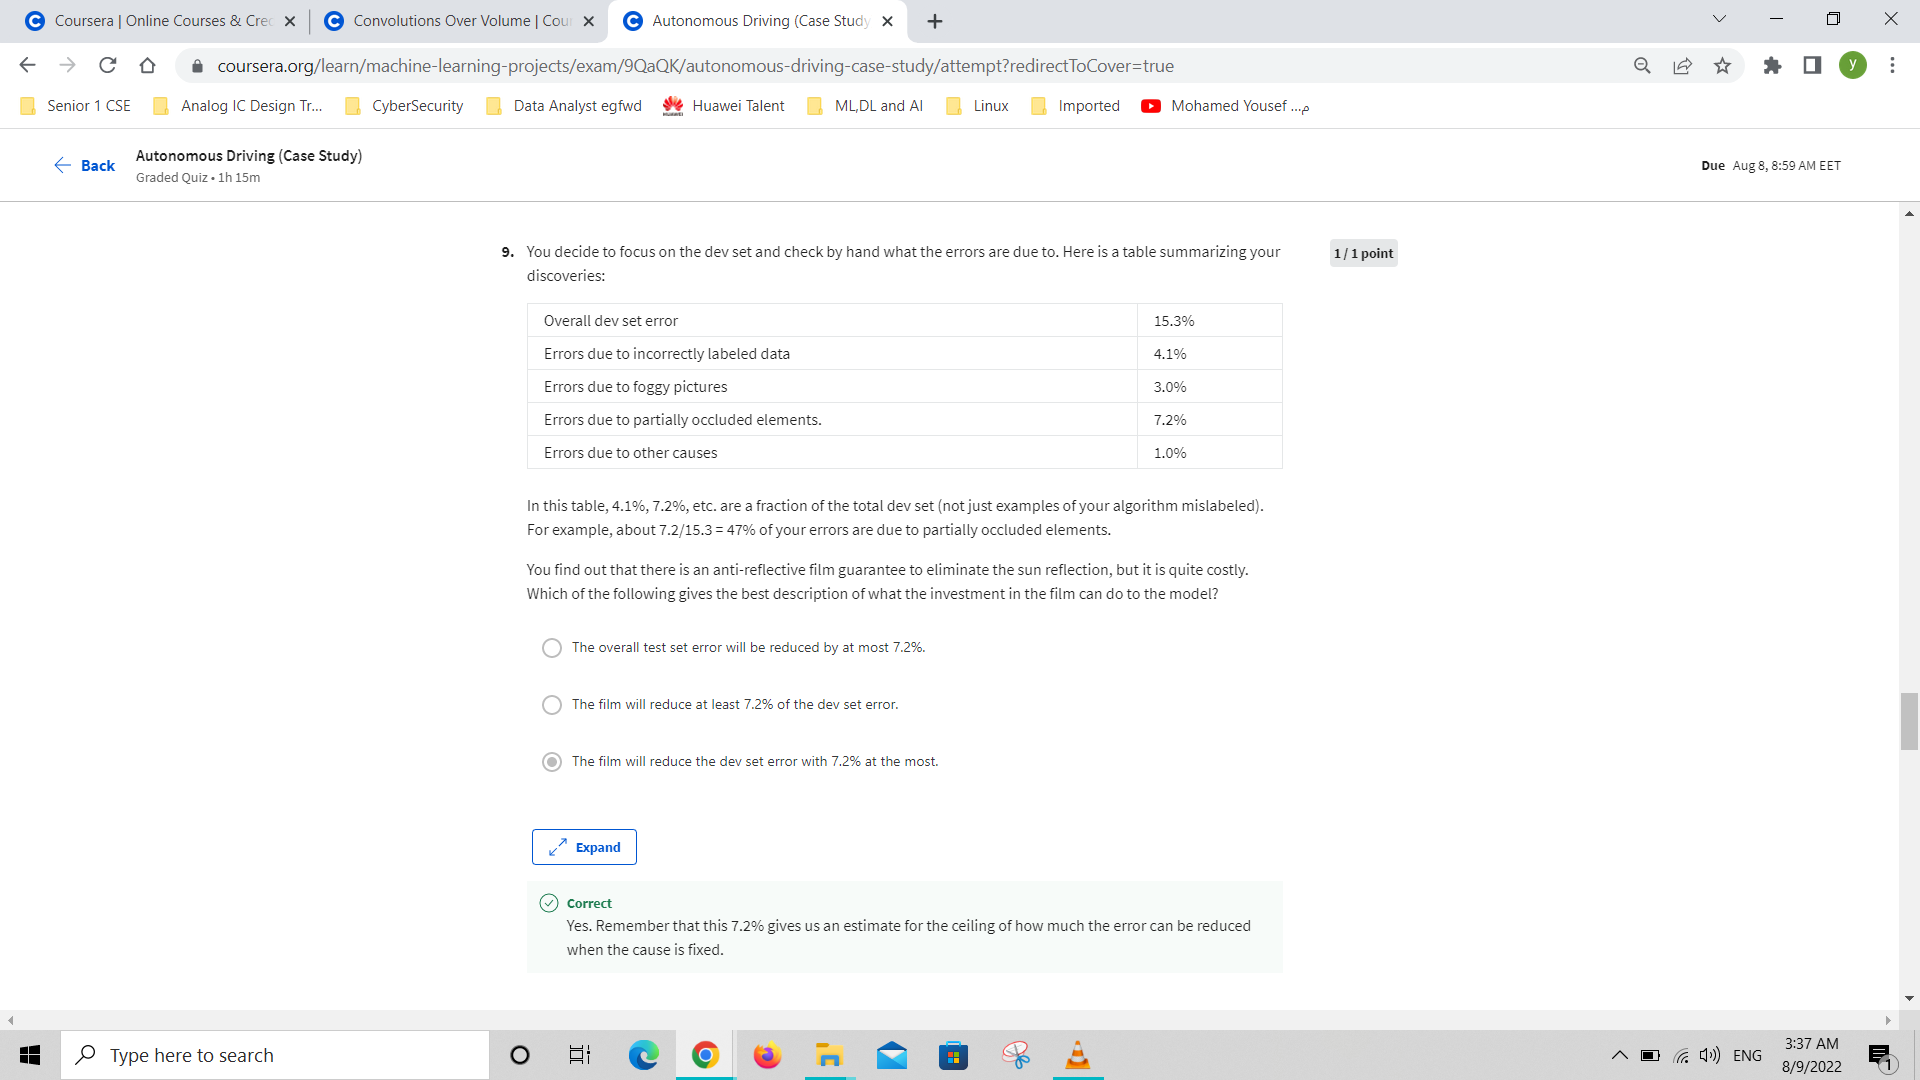 Coursera | Online Courses & Cred
Convolutions Over Volume | Cour
Autonomous Driving (Case Study
coursera.org/learn/machine-learning-projects/exam/9QaQK/autonomous-driving-case-study/attempt?redirectToCover=true
y
Senior 1 CSE
Analog IC Design Tr...
CyberSecurity
Data Analyst egfwd
Huawei Talent
ML,DL and AI
Linux
Imported
Mohamed Yousef ...م
Back
Autonomous Driving (Case Study)
Graded Quiz • 1h 15m
Due Aug 8, 8:59 AM EET
9. You decide to focus on the dev set and check by hand what the errors are due to. Here is a table summarizing your
discoveries:
1 / 1 point
Overall dev set error 15.3%
Errors due to incorrectly labeled data 4.1%
Errors due to foggy pictures 3.0%
Errors due to partially occluded elements. 7.2%
Errors due to other causes 1.0%
In this table, 4.1%, 7.2%, etc. are a fraction of the total dev set (not just examples of your algorithm mislabeled).
For example, about 7.2/15.3 = 47% of your errors are due to partially occluded elements.
You find out that there is an anti-reflective film guarantee to eliminate the sun reflection, but it is quite costly.
Which of the following gives the best description of what the investment in the film can do to the model?
The overall test set error will be reduced by at most 7.2%.
The film will reduce at least 7.2% of the dev set error.
The film will reduce the dev set error with 7.2% at the most.
Expand
Correct
Yes. Remember that this 7.2% gives us an estimate for the ceiling of how much the error can be reduced
when the cause is fixed.
Type here to search
ENG
3:37 AM
8/9/2022
1